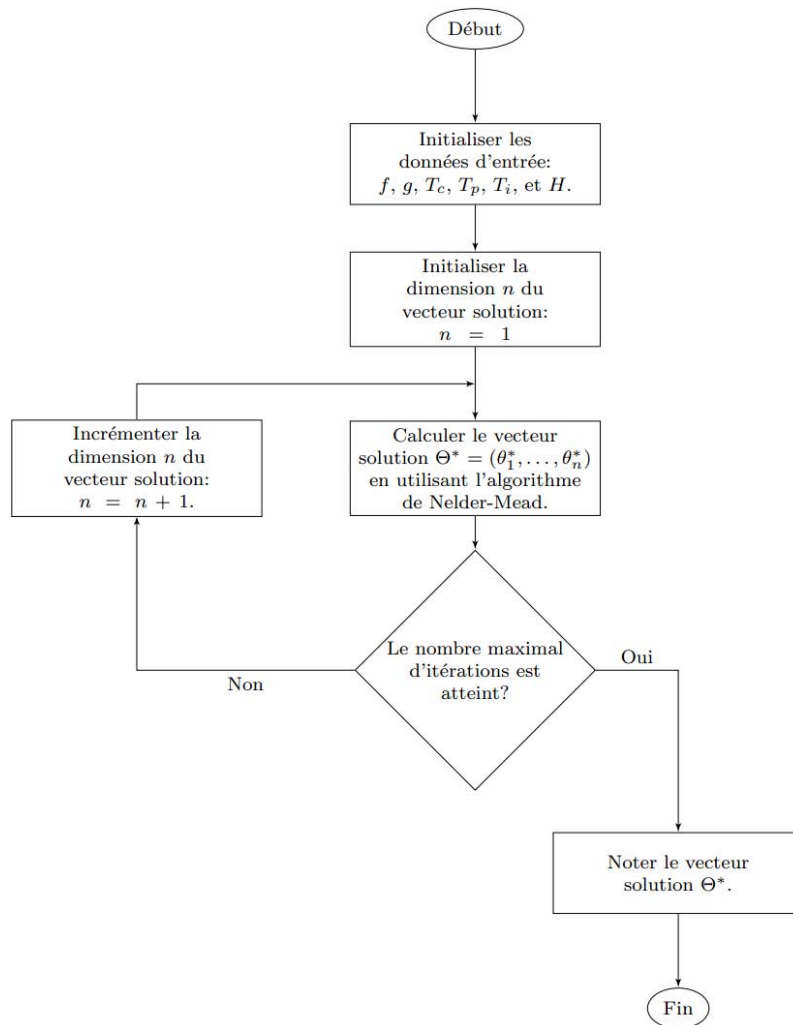 Début
Initialiser les
données d'entrée:
f, g, T_c, T_p, T_i, et H.
Initialiser la
dimension n du
vecteur solution:
n = 1
Incrémenter la
dimension n du
vecteur solution:
n = n + 1.
Calculer le vecteur
solution Θ* = (θ₁*, . . . , θₙ*)
en utilisant l'algorithme
de Nelder-Mead.
Le nombre maximal
d'itérations est
atteint?
Non
Oui
Noter le vecteur
solution Θ*.
Fin